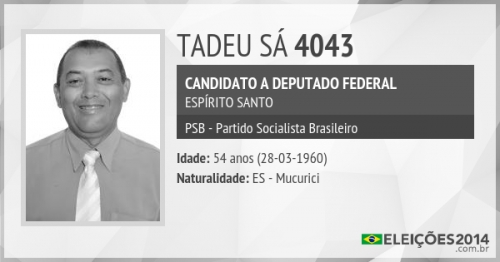 TADEU SÁ 4043
CANDIDATO A DEPUTADO FEDERAL
ESPÍRITO SANTO
PSB - Partido Socialista Brasileiro
Idade: 54 anos (28-03-1960)
Naturalidade: ES - Mucurici
ELEIÇÕES2014
.com.br